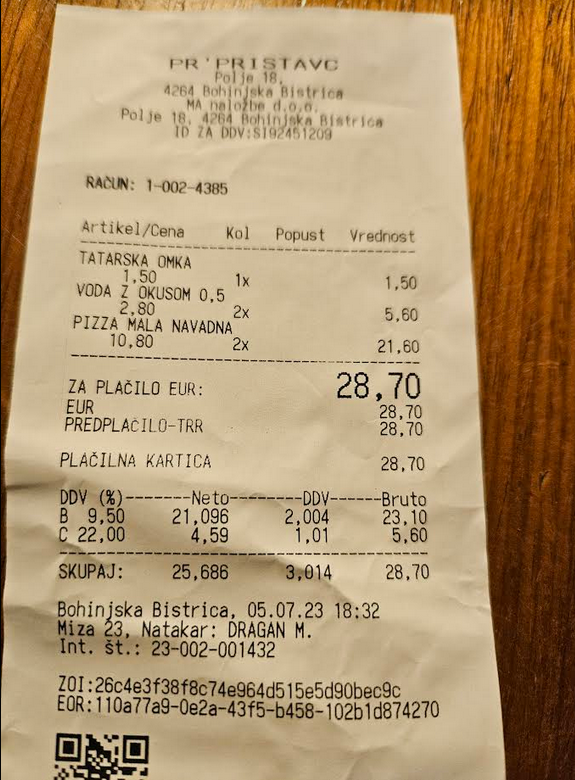 PR'PRISTAVC
Polje 18,
4264 Bohinjska Bistrica
MA naložbe d.o.o.
Polje 18, 4264 Bohinjska Bistrica
ID ZA DDV:SI92451209
RAČUN: 1-002-4385
Artikel/Cena Kol Popust Vrednost
TATARSKA OMKA
1,50 1x 1,50
VODA Z OKUSOM 0,5
2,80 2x 5,60
PIZZA MALA NAVADNA
10,80 2x 21,60
ZA PLAČILO EUR: 28,70
EUR 28,70
PREDPLAČILO-TRR 28,70
PLAČILNA KARTICA 28,70
DDV (%)-------Neto--------DDV------Bruto
B 9,50 21,096 2,004 23,10
C 22,00 4,59 1,01 5,60
SKUPAJ: 25,686 3,014 28,70
Bohinjska Bistrica, 05.07.23 18:32
Miza 23, Natakar: DRAGAN M.
Int. št.: 23-002-001432
ZOI:26c4e3f38f8c74e964d515e5d90bec9c
EOR:110a77a9-0e2a-43f5-b458-102b1d874270